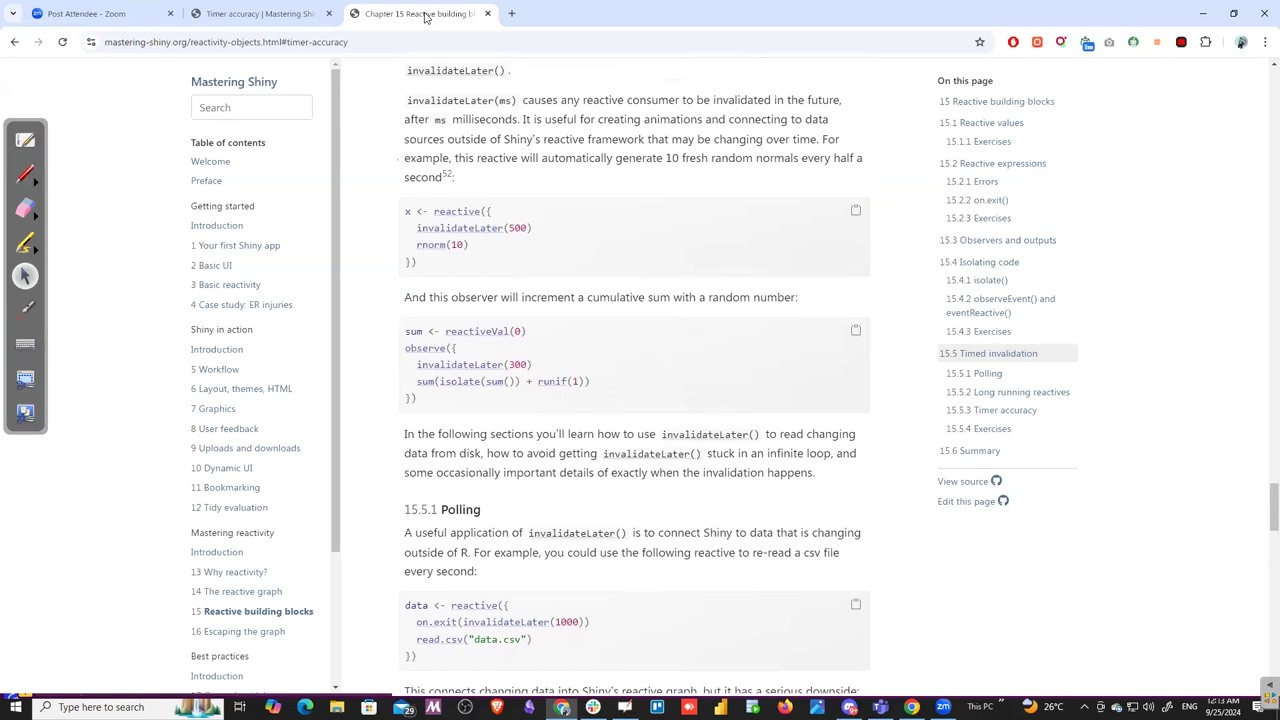 Post Attendee - Zoom
Timer accuracy | Mastering Shin
Chapter 15 Reactive building bl
mastering-shiny.org/reactivity-objects.html#timer-accuracy
Mastering Shiny
Search
Table of contents
Welcome
Preface
Getting started
Introduction
1 Your first Shiny app
2 Basic UI
3 Basic reactivity
4 Case study: ER injuries
Shiny in action
Introduction
5 Workflow
6 Layout, themes, HTML
7 Graphics
8 User feedback
9 Uploads and downloads
10 Dynamic UI
11 Bookmarking
12 Tidy evaluation
Mastering reactivity
Introduction
13 Why reactivity?
14 The reactive graph
15 Reactive building blocks
16 Escaping the graph
Best practices
Introduction
invalidateLater() .
invalidateLater(ms) causes any reactive consumer to be invalidated in the future,
after ms milliseconds. It is useful for creating animations and connecting to data
sources outside of Shiny's reactive framework that may be changing over time. For
example, this reactive will automatically generate 10 fresh random normals every half a
second52:
x <- reactive({
invalidateLater(500)
rnorm(10)
})
And this observer will increment a cumulative sum with a random number:
sum <- reactiveVal(0)
observe({
invalidateLater(300)
sum(isolate(sum()) + runif(1))
})
In the following sections you'll learn how to use invalidateLater() to read changing
data from disk, how to avoid getting invalidateLater() stuck in an infinite loop, and
some occasionally important details of exactly when the invalidation happens.
15.5.1 Polling
A useful application of invalidateLater() is to connect Shiny to data that is changing
outside of R. For example, you could use the following reactive to re-read a csv file
every second:
data <- reactive({
on.exit(invalidateLater(1000))
read.csv("data.csv")
})
This connects changing data into Shiny's reactive graph, but it has a serious downside:
On this page
15 Reactive building blocks
15.1 Reactive values
15.1.1 Exercises
15.2 Reactive expressions
15.2.1 Errors
15.2.2 on.exit()
15.2.3 Exercises
15.3 Observers and outputs
15.4 Isolating code
15.4.1 isolate()
15.4.2 observeEvent() and
eventReactive()
15.4.3 Exercises
15.5 Timed invalidation
15.5.1 Polling
15.5.2 Long running reactives
15.5.3 Timer accuracy
15.5.4 Exercises
15.6 Summary
View source
Edit this page
Type here to search
29
This PC
26°C
12:13 AM
9/25/2024